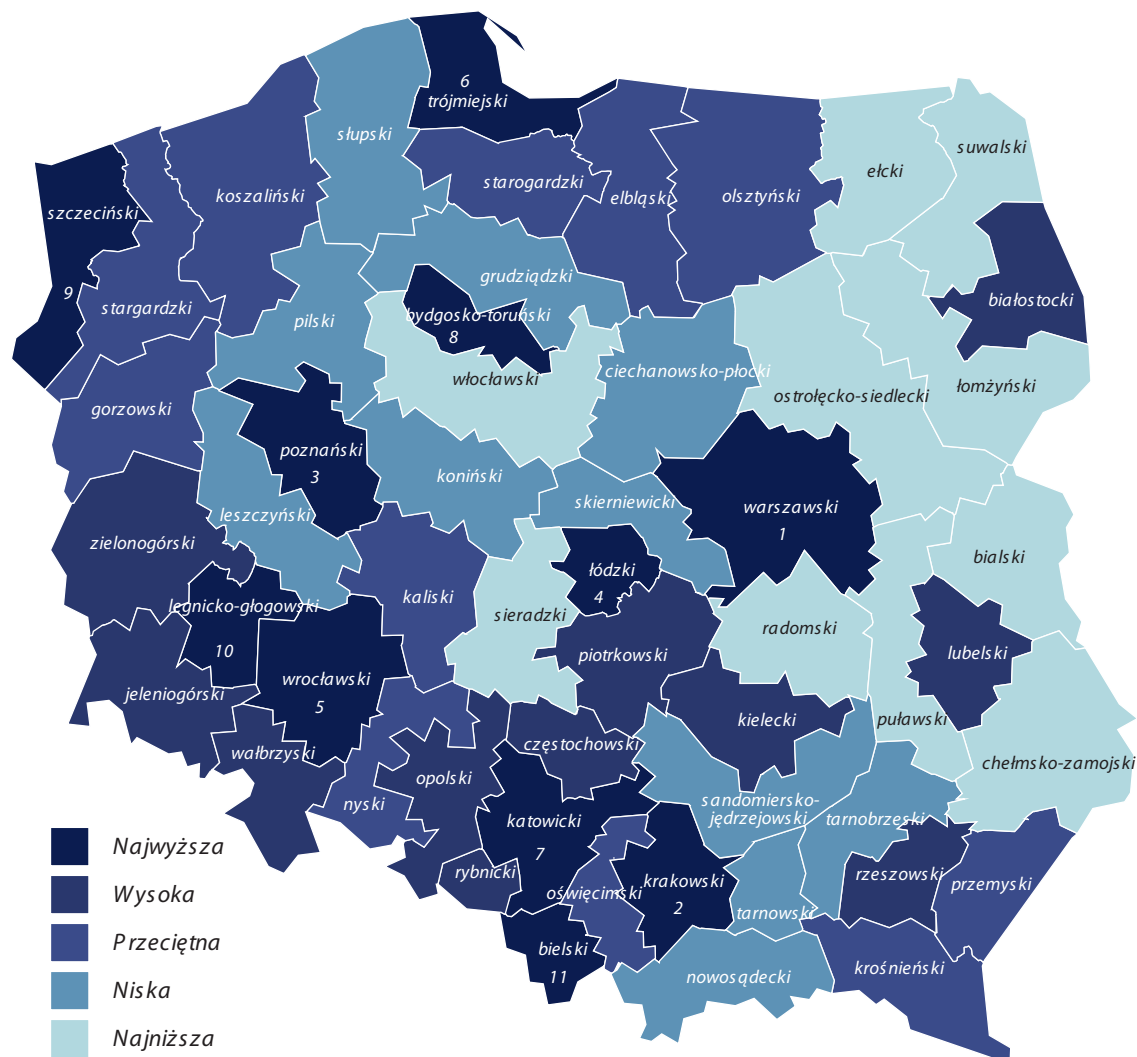 6
trójmiejski
słupski
suwalski
ełcki
starogardzki
koszaliński
elbląski
olsztyński
szczeciński
grudziądzki
9
stargardzki
białostocki
bydgosko-toruński
8
pilski
ciechanowsko-płocki
włocławski
łomżyński
ostrołęcko-siedlecki
gorzowski
poznański
3
koniński
skierniewicki
warszawski
1
leszczyński
zielonogórski
bialski
łódzki
4
kaliski
legnicko-głogowski
10
sieradzki
radomski
lubelski
piotrkowski
wrocławski
5
jeleniogórski
kielecki
puławski
częstochowski
wałbrzyski
chełmsko-zamojski
opolski
nyski
sandomiersko-
jędrzejowski
katowicki
7
tarnobrzeski
rybnicki
oświęcimski
krakowski
2
rzeszowski
przemyski
tarnowski
bielski
11
nowosądecki
krośnieński
Najwyższa
Wysoka
Przeciętna
Niska
Najniższa